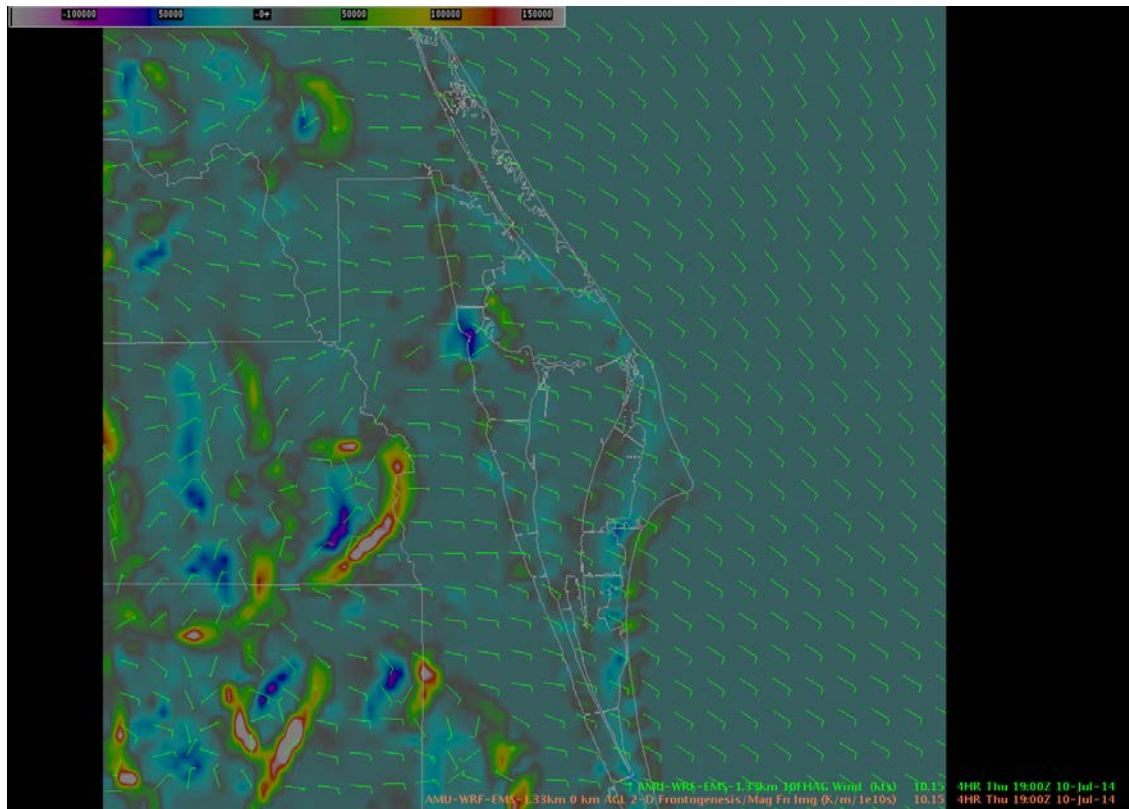 -100000 50000 -0+ 50000 100000 150000
AMU-WRF-EMS-1.33km 10FHAG Wind (kts) 10.15 4HR Thu 19:00Z 10-Jul-14
AMU-WRF-EMS-1.33km 0 km AGL 2-D Frontogenesis/Mag Fn Img (K/m/1e10s) 10.15 4HR Thu 19:00Z 10-Jul-14